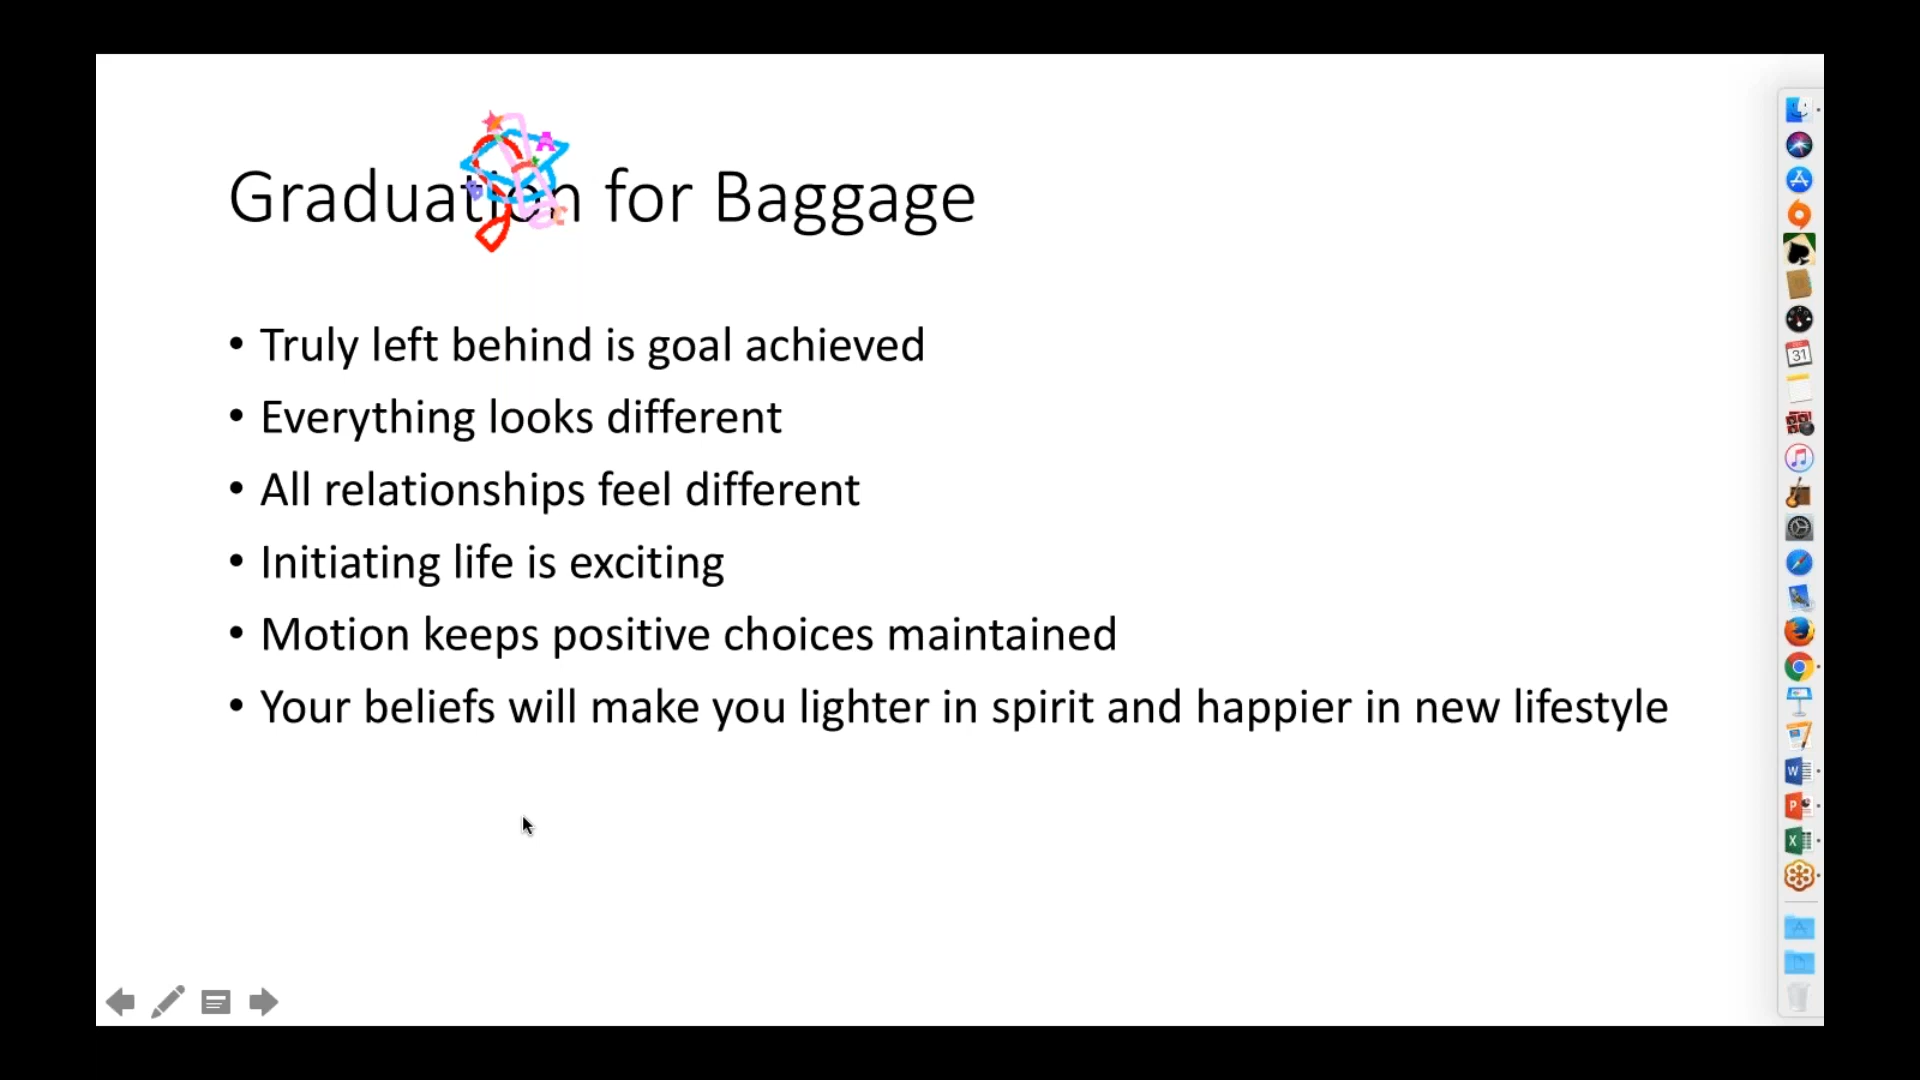 Graduation for Baggage
• Truly left behind is goal achieved
• Everything looks different
• All relationships feel different
• Initiating life is exciting
• Motion keeps positive choices maintained
• Your beliefs will make you lighter in spirit and happier in new lifestyle
31
W
P
X